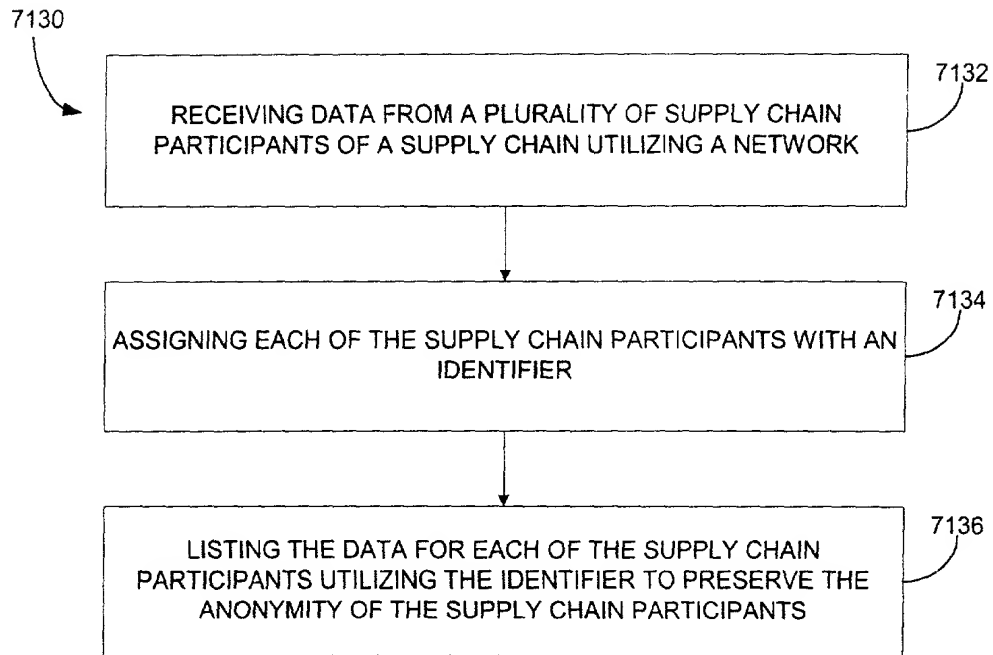 7130
7132
RECEIVING DATA FROM A PLURALITY OF SUPPLY CHAIN
PARTICIPANTS OF A SUPPLY CHAIN UTILIZING A NETWORK
7134
ASSIGNING EACH OF THE SUPPLY CHAIN PARTICIPANTS WITH AN
IDENTIFIER
7136
LISTING THE DATA FOR EACH OF THE SUPPLY CHAIN
PARTICIPANTS UTILIZING THE IDENTIFIER TO PRESERVE THE
ANONYMITY OF THE SUPPLY CHAIN PARTICIPANTS